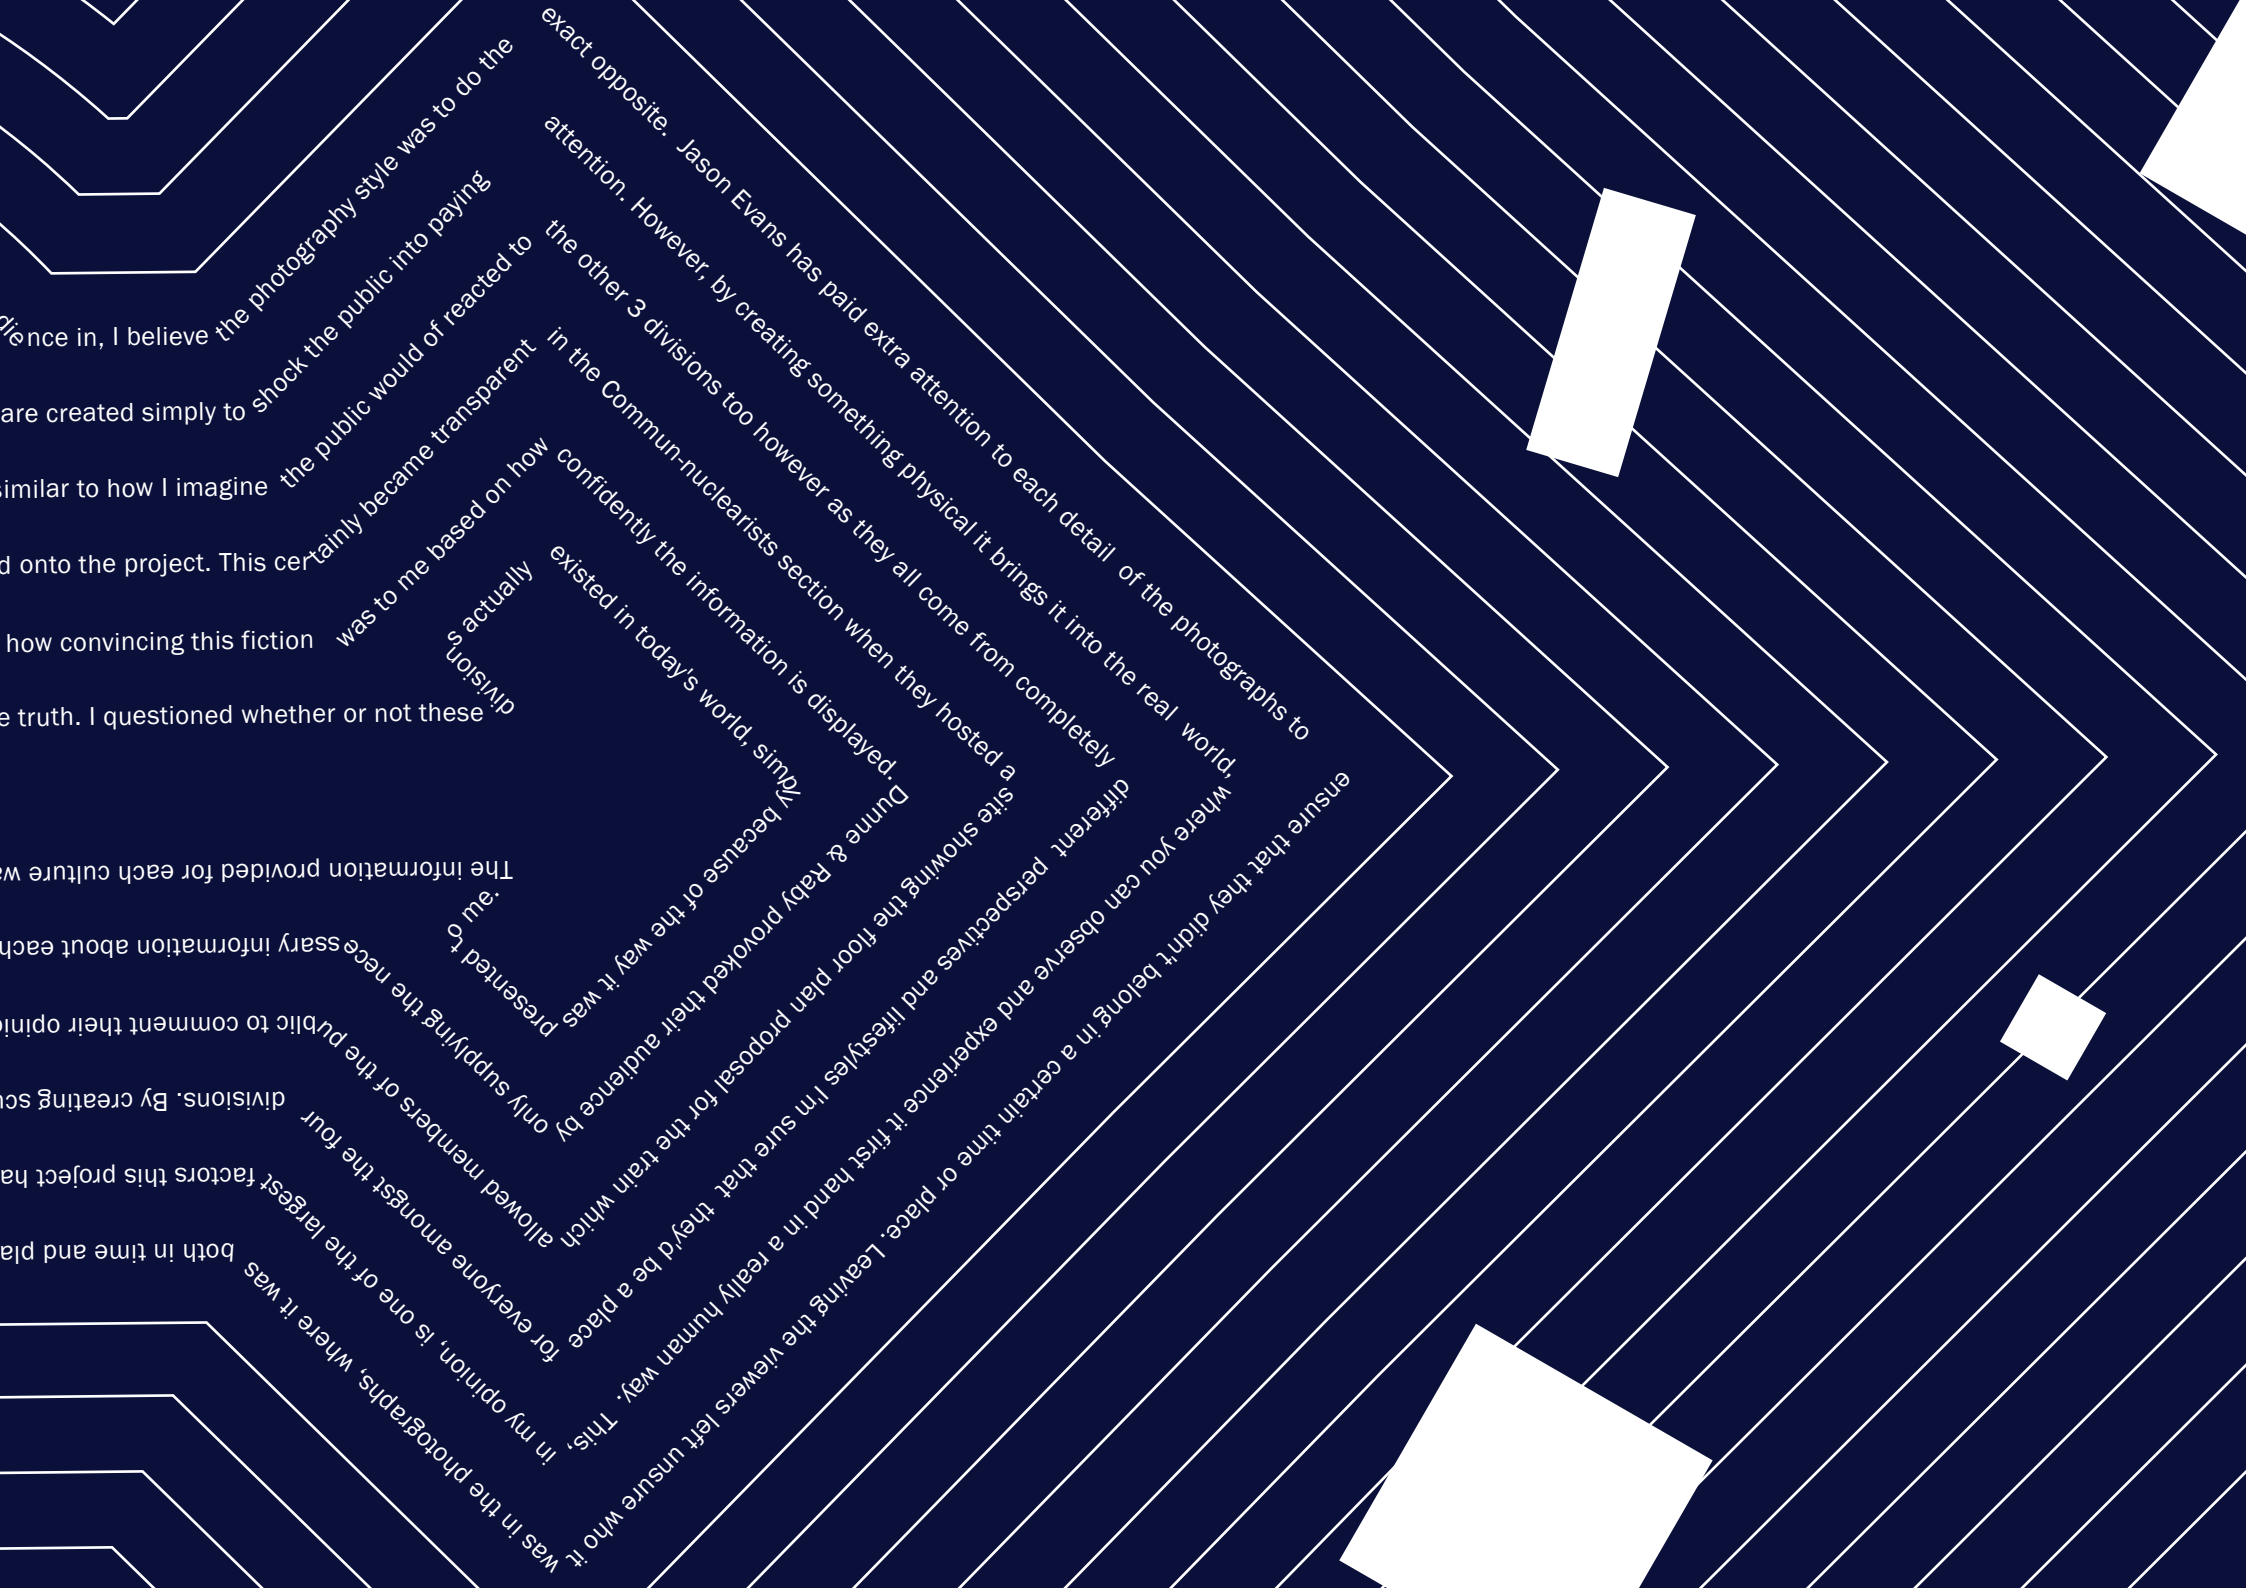 nce in, I believe the photography style was to do the exact opposite. Jason Evans has paid extra attention to each detail of the photographs to ensure that they didn't belong in a certain time or place. Leaving the viewers left unsure who it was in the photographs, where it was both in time and pla
are created simply to shock the public into paying attention. However, by creating something physical it brings it into the real world, where you can observe and experience it first hand in a really human way. This, in my opinion, is one of the largest factors this project ha
similar to how I imagine the public would of reacted to the other 3 divisions too however as they all come from completely different perspectives and lifestyles I'm sure that they'd be a place for everyone amongst the four divisions. By creating scu
d onto the project. This certainly became transparent in the Commun-nuclearists section when they hosted a site showing the floor plan proposal for the train which allowed members of the public to comment their opini
how convincing this fiction was to me based on how confidently the information is displayed. Dunne & Raby provoked their audience by only supplying the necessary information about each
e truth. I questioned whether or not these division's actually existed in today's world, simply because of the way it was presented to me.
The information provided for each culture wa